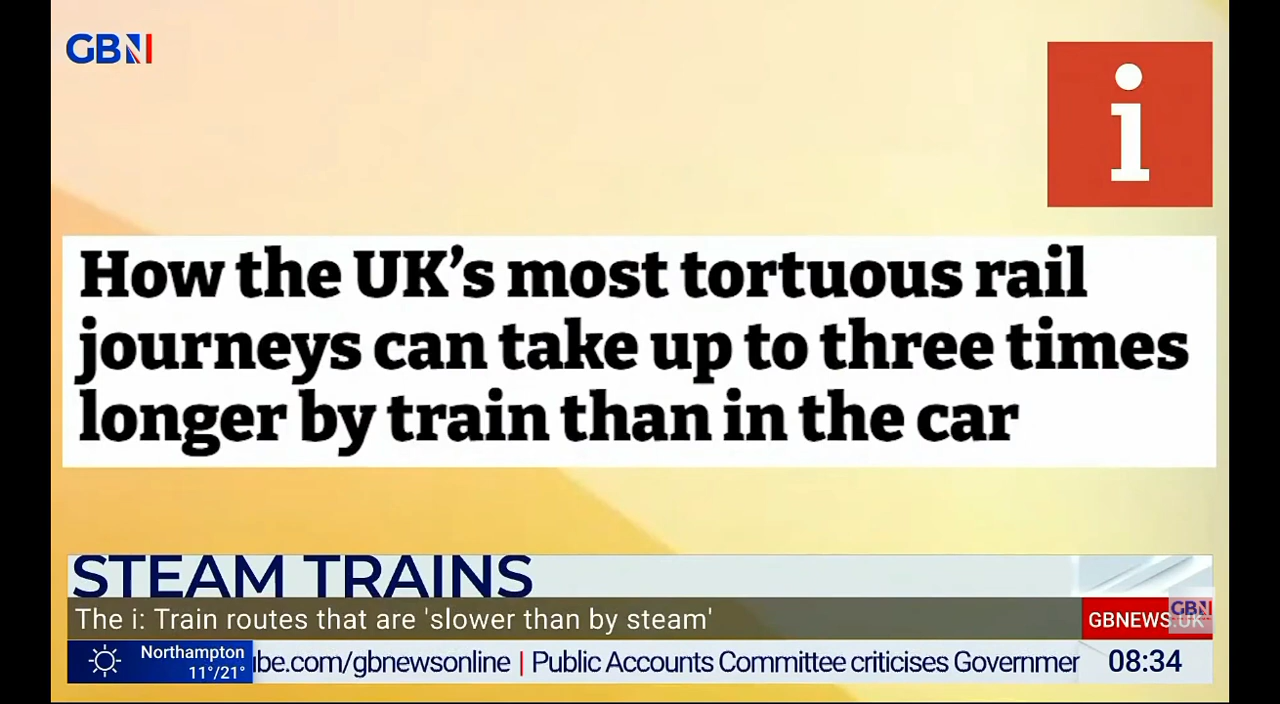 GBN
i
How the UK's most tortuous rail
journeys can take up to three times
longer by train than in the car
STEAM TRAINS
The i: Train routes that are 'slower than by steam'
GBNEWS.UK
GBN
Northampton
11°/21°
ube.com/gbnewsonline | Public Accounts Committee criticises Governmer
08:34